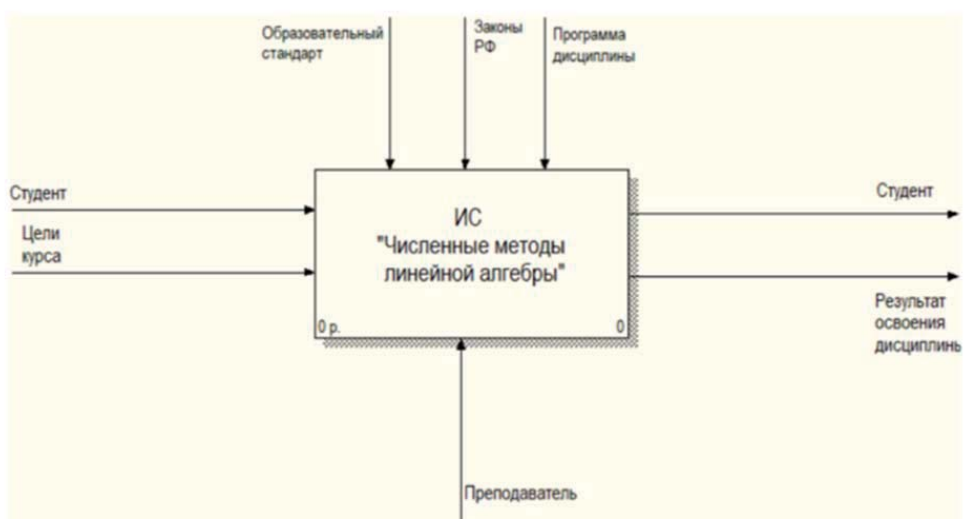 Образовательный
стандарт
Законы
РФ
Программа
дисциплины
Студент
Цели
курса
ИС
"Численные методы
линейной алгебры"
0 р.
0
Студент
Результат
освоения
дисциплинь
Преподаватель